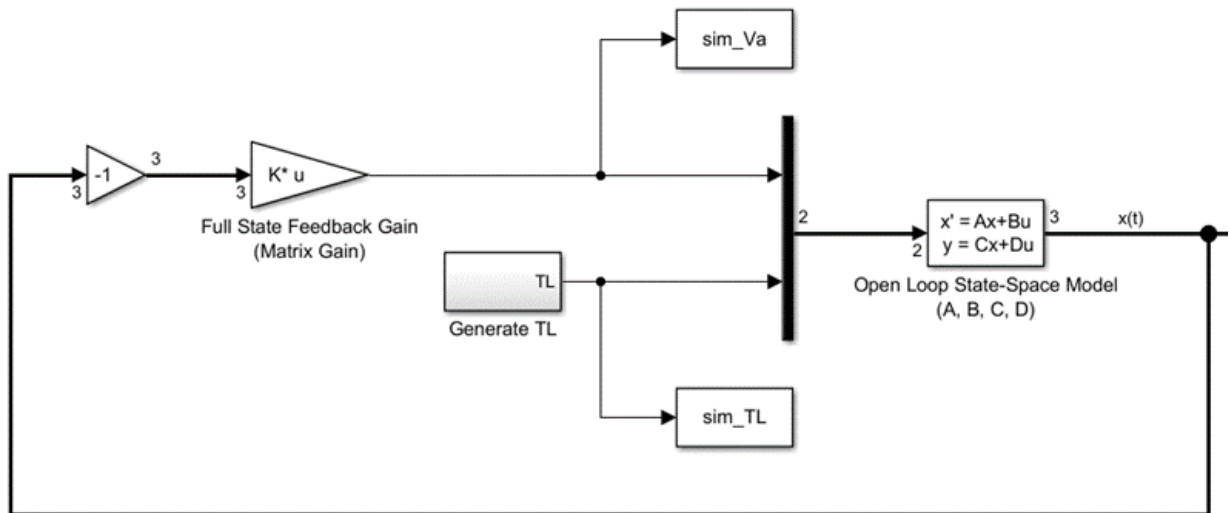 sim_Va
-1
3
3
K* u
3
Full State Feedback Gain
(Matrix Gain)
TL
Generate TL
2
2
x' = Ax+Bu
y = Cx+Du
3
x(t)
Open Loop State-Space Model
(A, B, C, D)
sim_TL